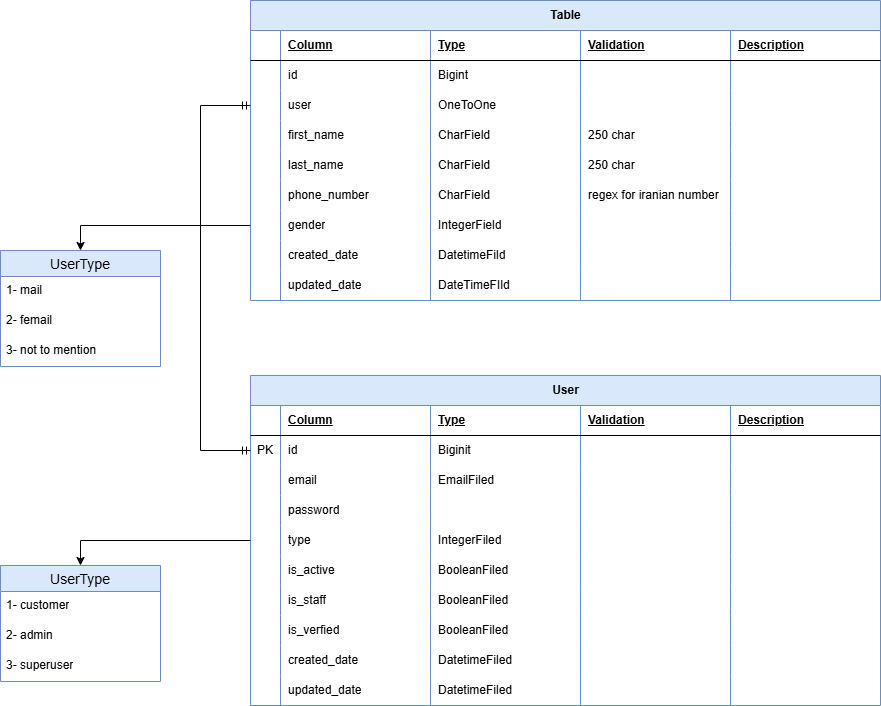 Table
Column Type Validation Description
id Bigint
user OneToOne
first_name CharField 250 char
last_name CharField 250 char
phone_number CharField regex for iranian number
gender IntegerField
created_date DatetimeFild
updated_date DateTimeFIld
UserType
1- mail
2- femail
3- not to mention
User
Column Type Validation Description
PK id Biginit
email EmailFiled
password
type IntegerFiled
is_active BooleanFiled
is_staff BooleanFiled
is_verfied BooleanFiled
created_date DatetimeFiled
updated_date DatetimeFiled
UserType
1- customer
2- admin
3- superuser